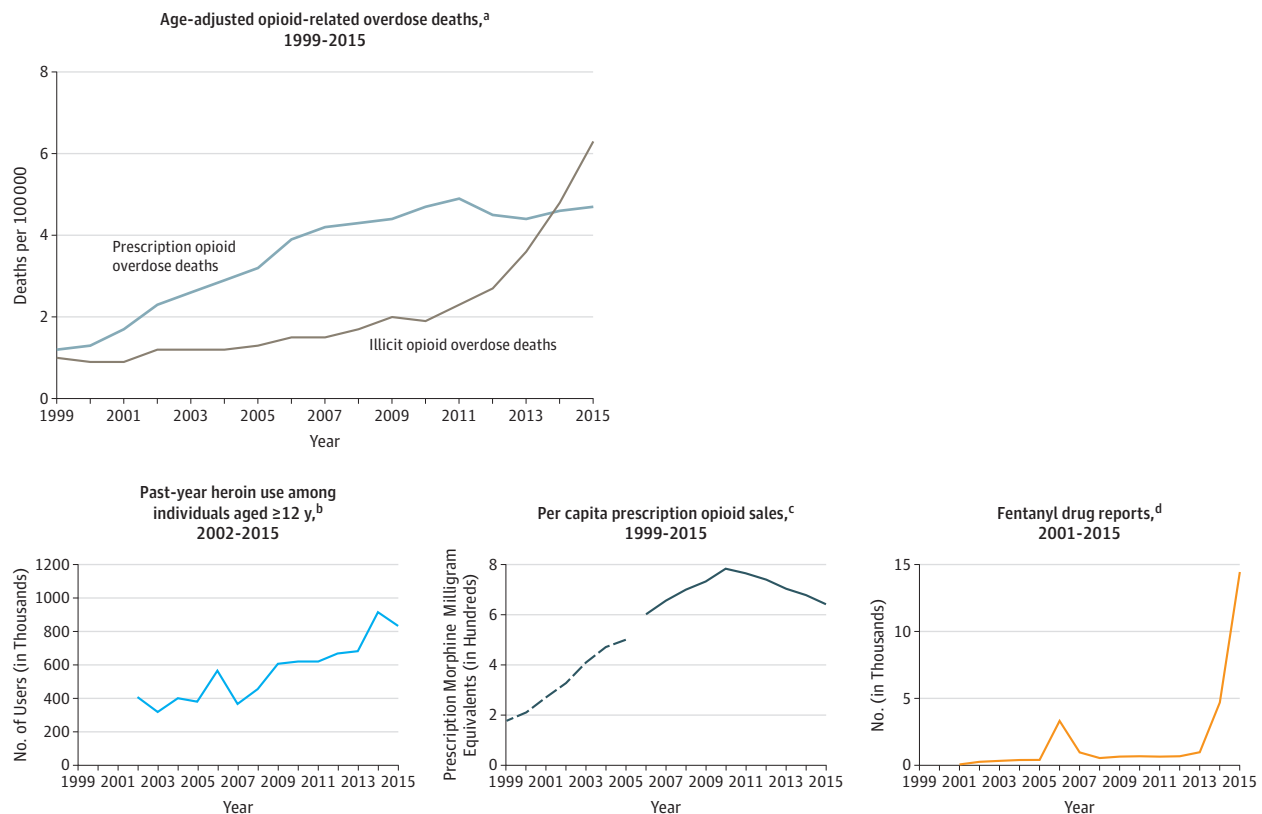 Age-adjusted opioid-related overdose deaths,a
1999-2015
Deaths per 100 000
8
6
4
2
0
Prescription opioid
overdose deaths
Illicit opioid overdose deaths
1999 2001 2003 2005 2007 2009 2011 2013 2015
Year
Past-year heroin use among
individuals aged ≥12 y,b
2002-2015
No. of Users (in Thousands)
1200
1000
800
600
400
200
0
1999 2001 2003 2005 2007 2009 2011 2013 2015
Year
Per capita prescription opioid sales,c
1999-2015
Prescription Morphine Milligram
Equivalents (in Hundreds)
8
6
4
2
0
1999 2001 2003 2005 2007 2009 2011 2013 2015
Year
Fentanyl drug reports,d
2001-2015
No. (in Thousands)
15
10
5
0
1999 2001 2003 2005 2007 2009 2011 2013 2015
Year